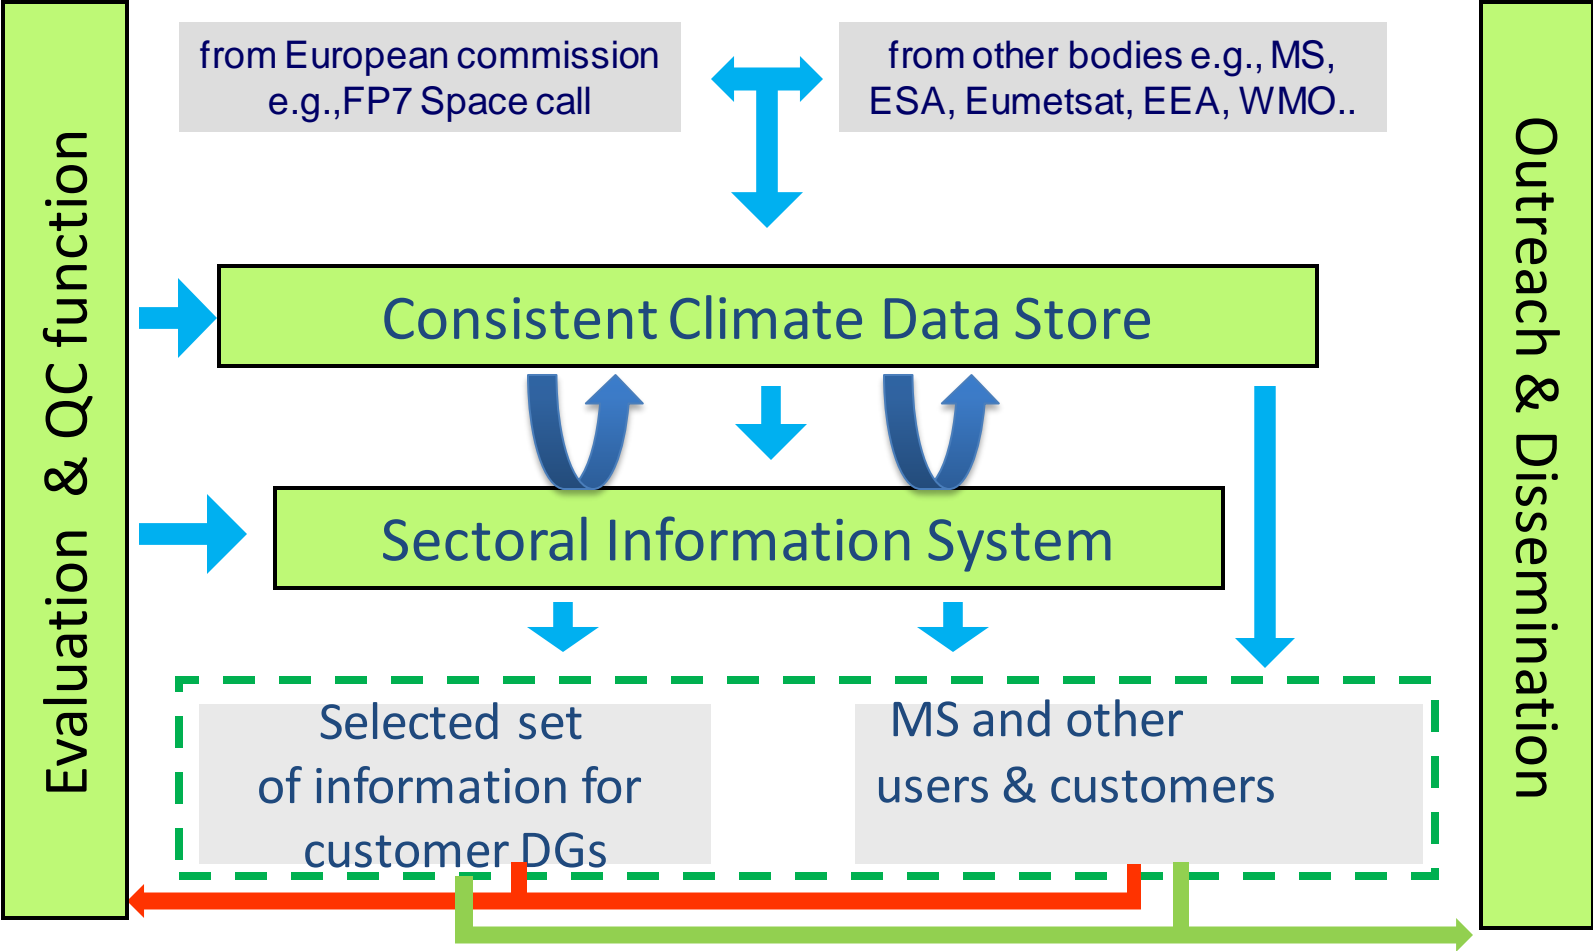 Evaluation & QC function
from European commission
e.g.,FP7 Space call
from other bodies e.g., MS,
ESA, Eumetsat, EEA, WMO..
Consistent Climate Data Store
Sectoral Information System
Selected set
of information for
customer DGs
MS and other
users & customers
Outreach & Dissemination